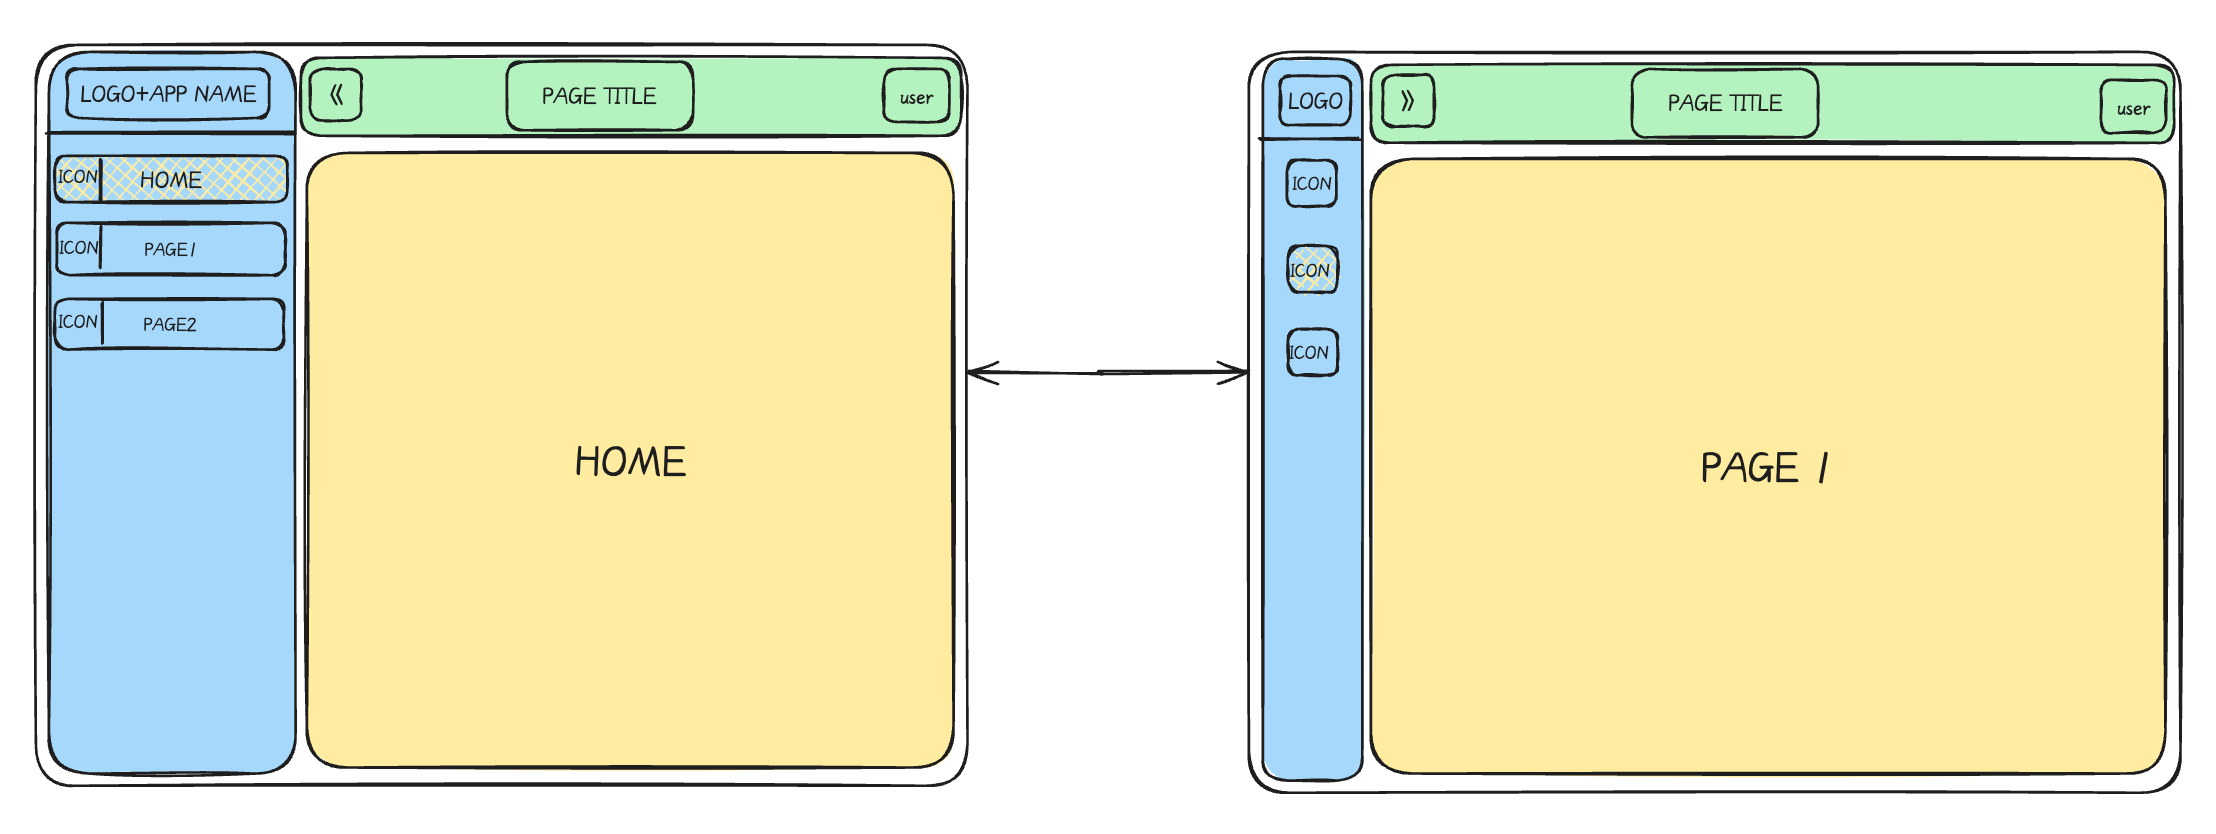 LOGO+APP NAME
«
PAGE TITLE
user
ICON HOME
ICON PAGE1
ICON PAGE2
HOME
LOGO
»
PAGE TITLE
user
ICON
ICON
ICON
PAGE 1